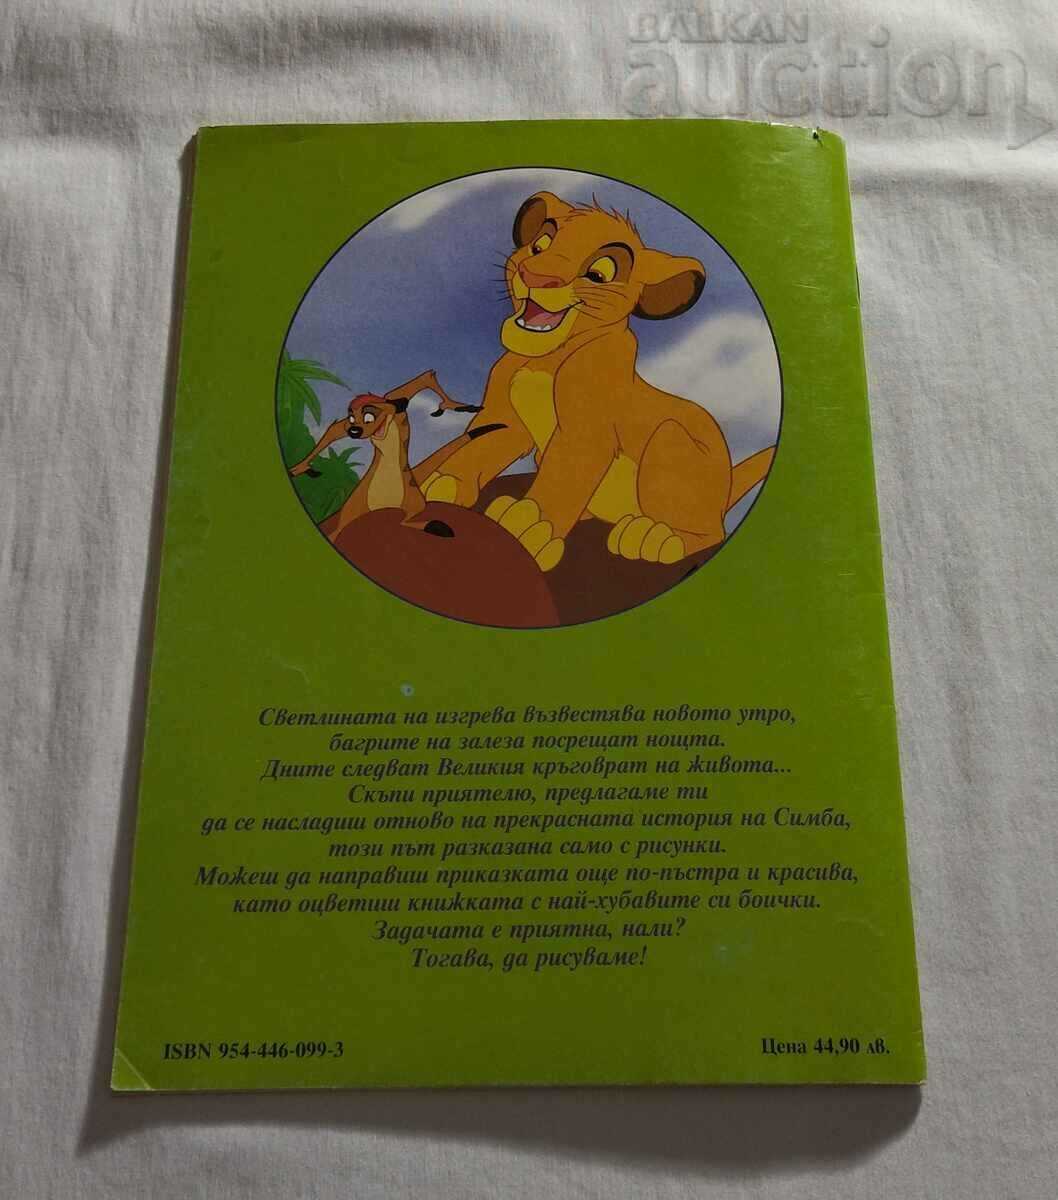 BALKAN
auction
Светлината на изгрева възвестява новото утро,
багрите на залеза посрещат нощта.
Дните следват Великия кръговрат на живота...
Скъпи приятелю, предлагаме ти
да се насладиш отново на прекрасната история на Симба,
този път разказана само с рисунки.
Можеш да направиш приказката още по-пъстра и красива,
като оцветиш книжката с най-хубавите си боички.
Задачата е приятна, нали?
Тогава, да рисуваме!
ISBN 954-446-099-3
Цена 44,90 лв.